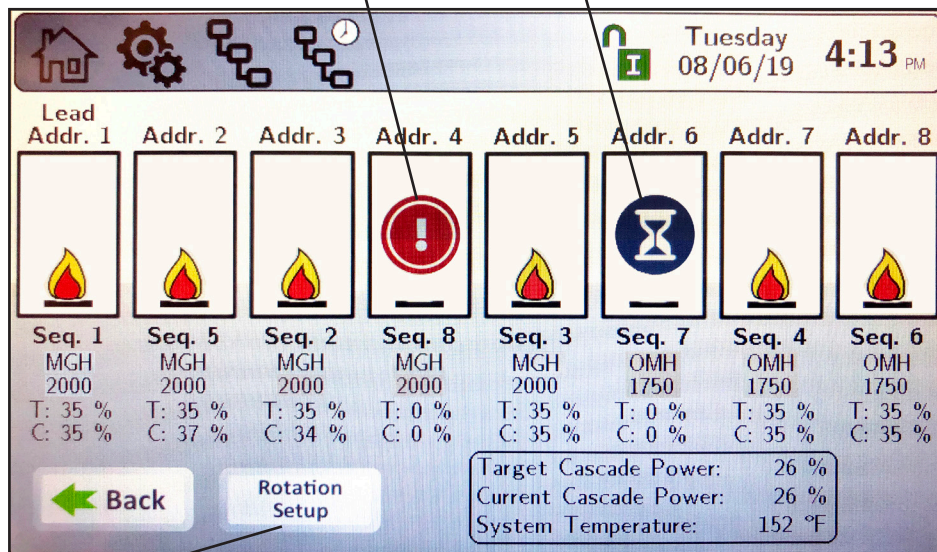 Tuesday
08/06/19
4:13 PM
Lead
Addr. 1 Addr. 2 Addr. 3 Addr. 4 Addr. 5 Addr. 6 Addr. 7 Addr. 8
!
Seq. 1 Seq. 5 Seq. 2 Seq. 8 Seq. 3 Seq. 7 Seq. 4 Seq. 6
MGH MGH MGH MGH MGH OMH OMH OMH
2000 2000 2000 2000 2000 1750 1750 1750
T: 35 % T: 35 % T: 35 % T: 0 % T: 35 % T: 0 % T: 35 % T: 35 %
C: 35 % C: 37 % C: 34 % C: 0 % C: 35 % C: 0 % C: 35 % C: 35 %
Back
Rotation
Setup
Target Cascade Power: 26 %
Current Cascade Power: 26 %
System Temperature: 152 °F